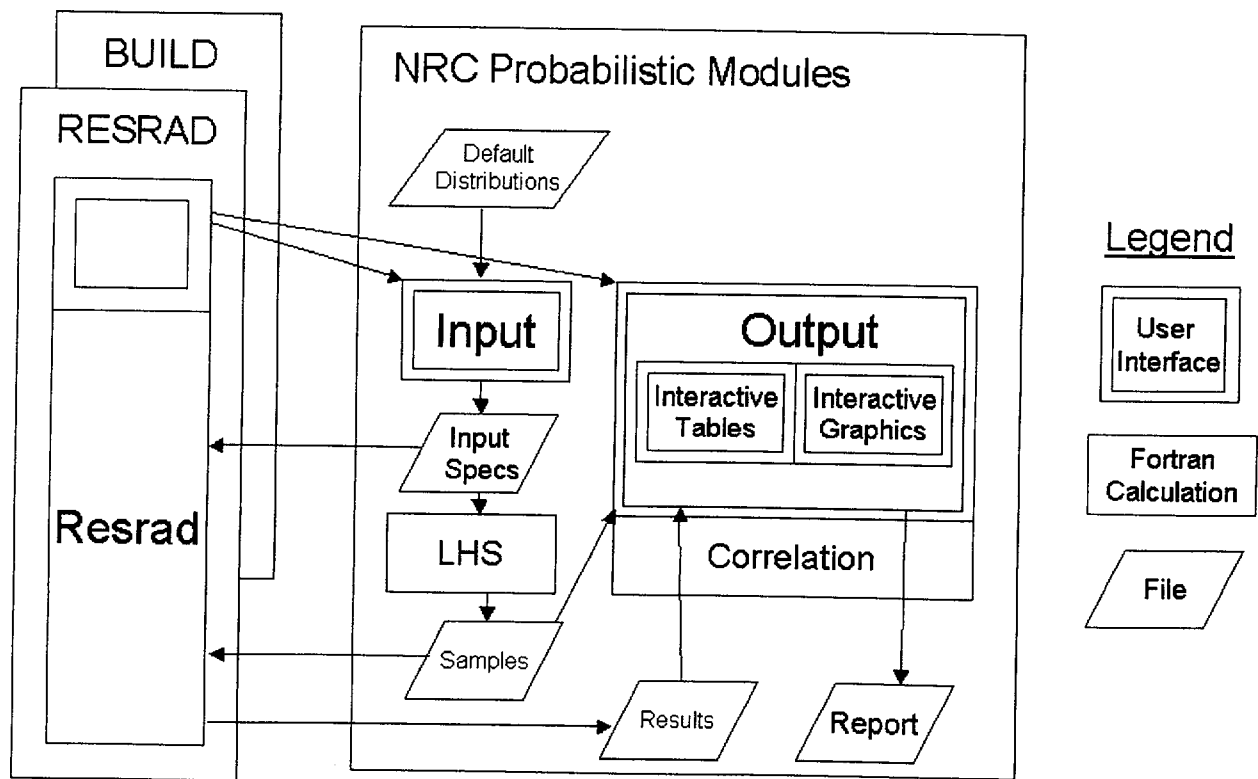 BUILD
RESRAD
Resrad
NRC Probabilistic Modules
Default
Distributions
Input
Input
Specs
LHS
Samples
Output
Interactive
Tables
Interactive
Graphics
Correlation
Results
Report
Legend
User
Interface
Fortran
Calculation
File